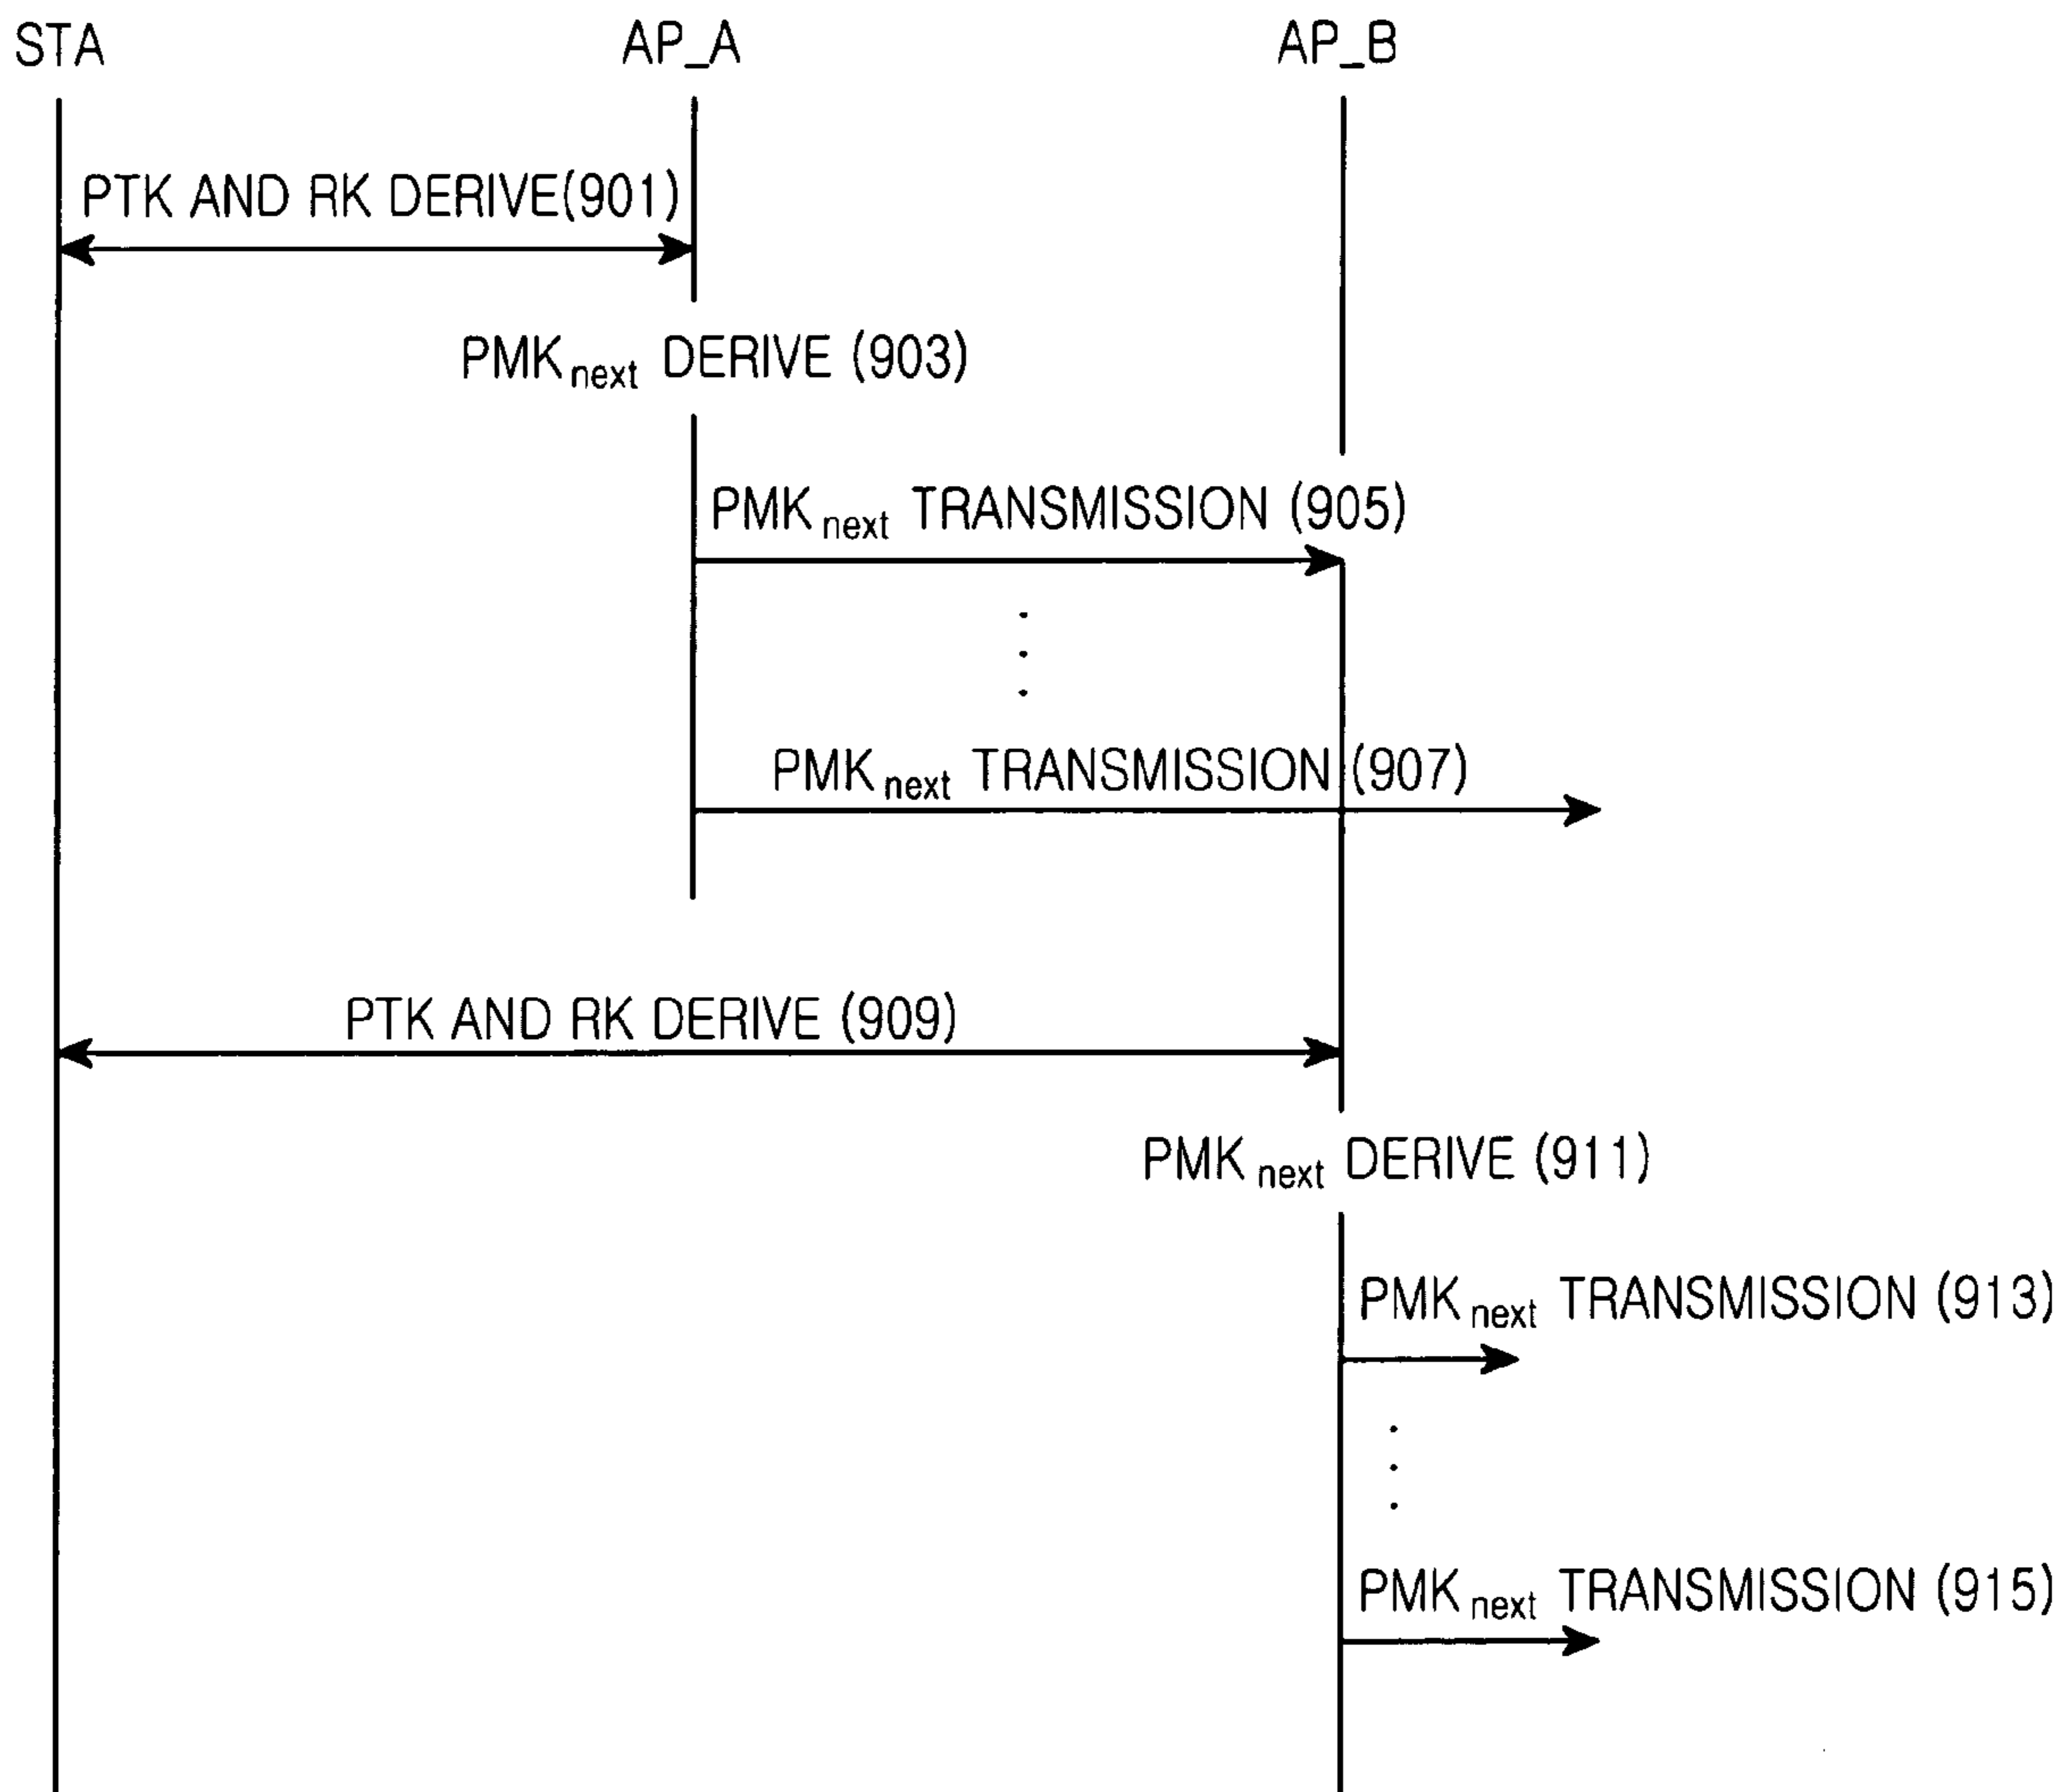 STA AP_A AP_B
PTK AND RK DERIVE(901)
PMKnext DERIVE (903)
PMKnext TRANSMISSION (905)
PMKnext TRANSMISSION (907)
PTK AND RK DERIVE (909)
PMKnext DERIVE (911)
PMKnext TRANSMISSION (913)
PMKnext TRANSMISSION (915)